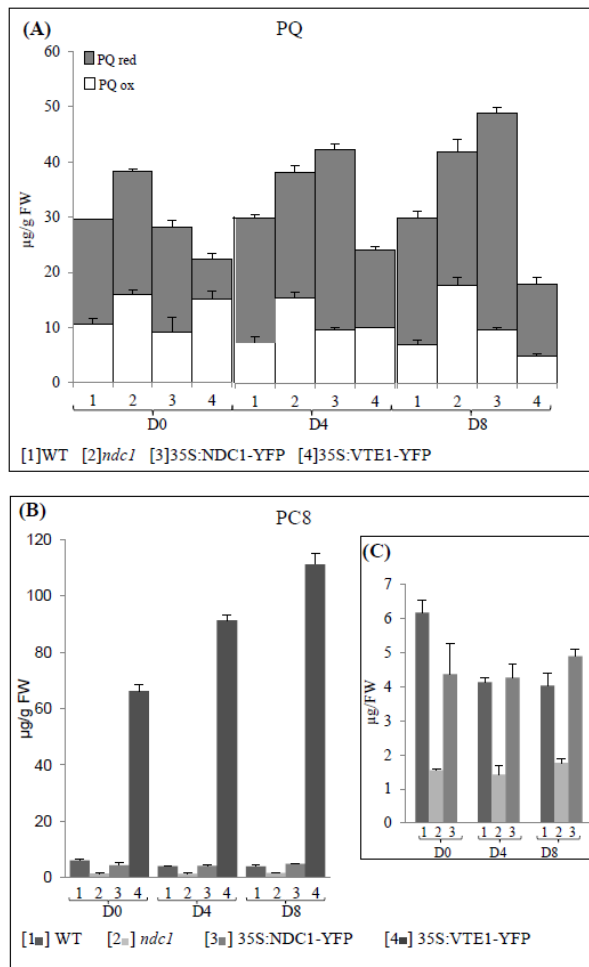 (A)
PQ
PQ red
PQ ox
µg/g FW
60
50
40
30
20
10
0
1 2 3 4 1 2 3 4 1 2 3 4
D0 D4 D8
[1]WT [2]ndc1 [3]35S:NDC1-YFP [4]35S:VTE1-YFP
(B)
PC8
µg/g FW
120
100
80
60
40
20
0
1 2 3 4 1 2 3 4 1 2 3 4
D0 D4 D8
(C)
µg/FW
7
6
5
4
3
2
1
0
1 2 3 1 2 3 1 2 3
D0 D4 D8
[1 ] WT [2 ] ndc1 [3 ] 35S:NDC1-YFP [4 ] 35S:VTE1-YFP